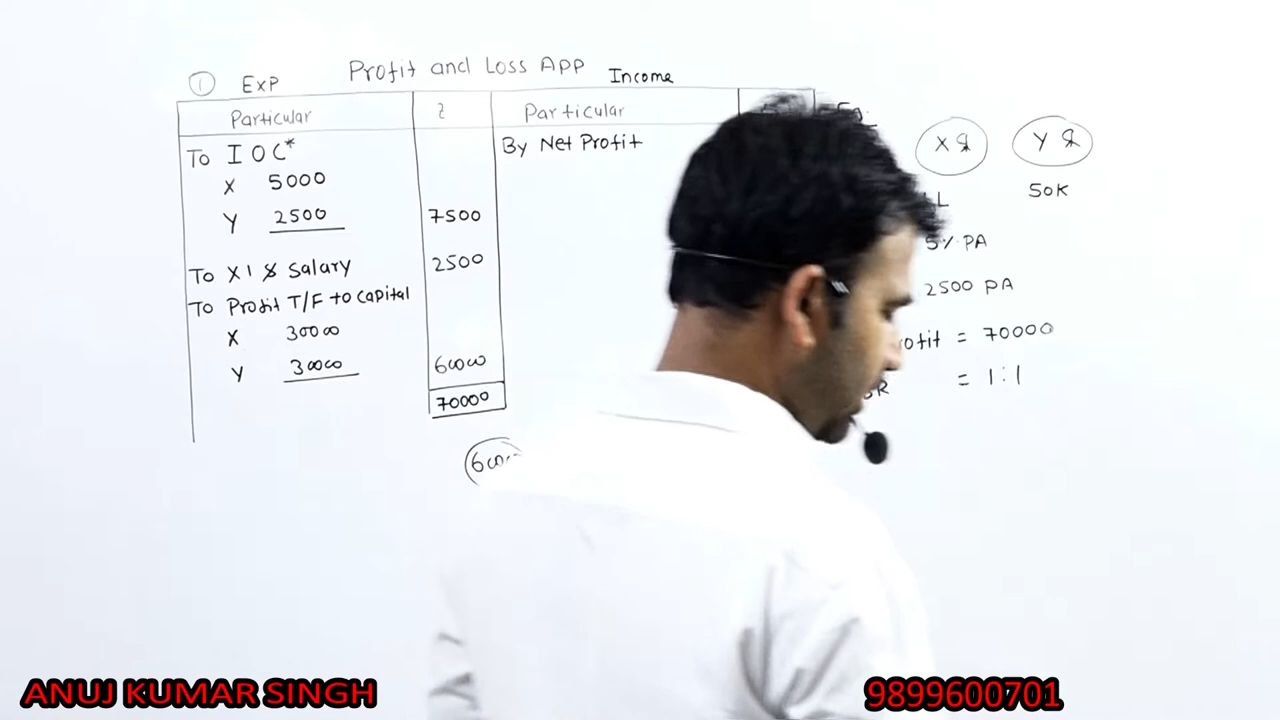 ① Exp Profit and Loss App Income
Particular ₹ Particular
To IOC* By Net Profit
X 5000
Y 2500 7500
To X's Salary 2500
To Profit T/F to Capital
X 30000
Y 30000 60000
70000
X Y
L 50K
5% PA
2500 PA
= 70000
= 1:1
ANUJ KUMAR SINGH
9899600701